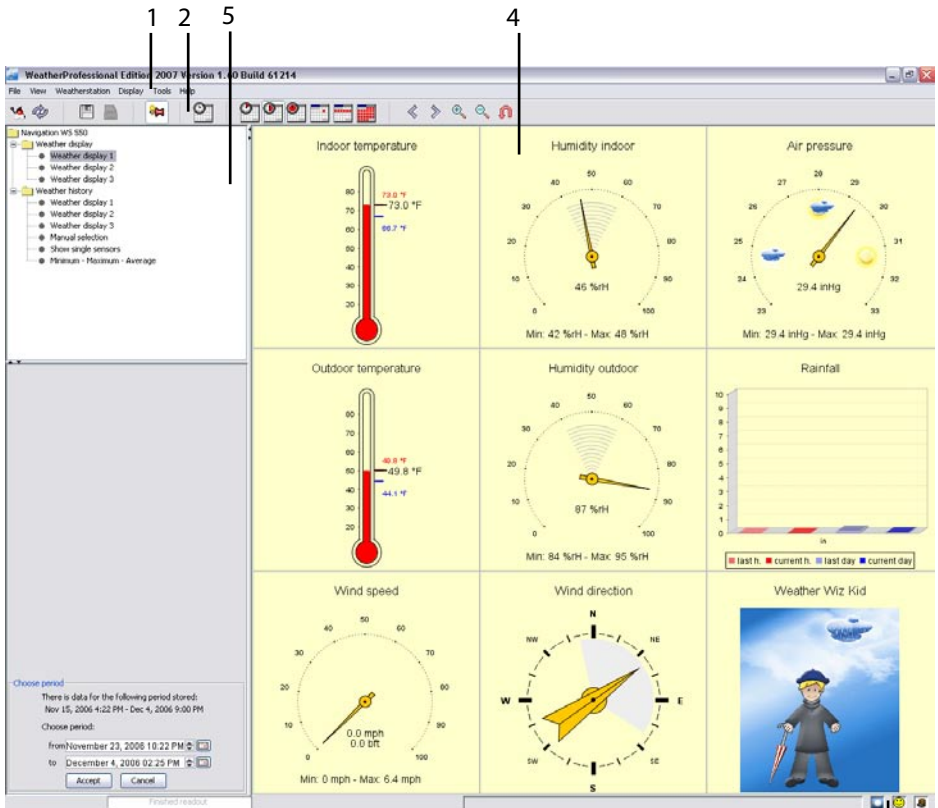 1 2 5 4
WeatherProfessional Edition 2007 Version 1.60 Build 61214
File View Weatherstation Display Tools Help
Navigation WS 550
Weather display
Weather display 1
Weather display 2
Weather display 3
Weather history
Weather display 1
Weather display 2
Weather display 3
Manual selection
Show single sensors
Minimum - Maximum - Average
Choose period
There is data for the following period stored:
Nov 15, 2006 4:22 PM - Dec 4, 2006 9:00 PM
Choose period:
from November 23, 2006 10:22 PM
to December 4, 2006 02:25 PM
Accept Cancel
Finished readout
Indoor temperature
80
70
60
50
40
30
20
73.0 °F
73.0 °F
66.7 °F
Humidity indoor
0 10 20 30 40 50 60 70 80 90 100
46 %rH
Min: 42 %rH - Max: 48 %rH
Air pressure
23 24 25 26 27 28 29 30 31 32 33
29.4 inHg
Min: 29.4 inHg - Max: 29.4 inHg
Outdoor temperature
80
70
60
50
40
30
20
49.8 °F
49.8 °F
44.1 °F
Humidity outdoor
0 10 20 30 40 50 60 70 80 90 100
87 %rH
Min: 84 %rH - Max: 95 %rH
Rainfall
10
9
8
7
6
5
4
3
2
1
0
in
last h. current h. last day current day
Wind speed
0 10 20 30 40 50 60 70 80 90 100
0.0 mph
0.0 bft
Min: 0 mph - Max: 6.4 mph
Wind direction
N
NW NE
W E
SW SE
S
Weather Wiz Kid